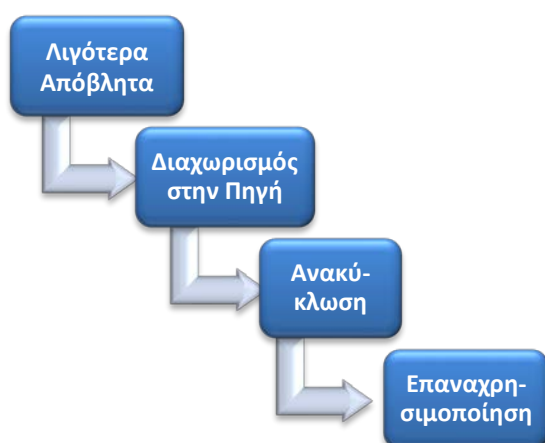 Λιγότερα
Απόβλητα
Διαχωρισμός
στην Πηγή
Ανακύ-
κλωση
Επαναχρη-
σιμοποίηση